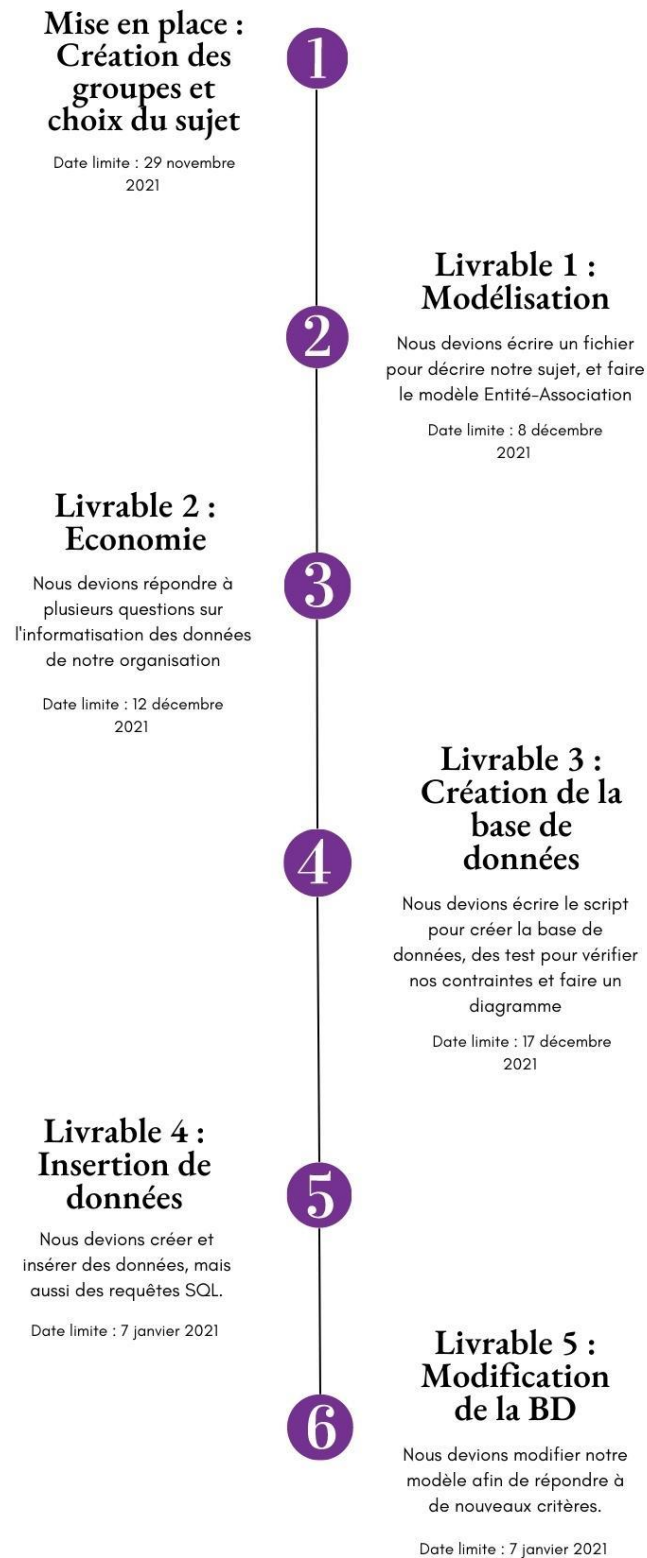 Mise en place :
Création des
groupes et
choix du sujet
Date limite : 29 novembre
2021
1
Livrable 1 :
Modélisation
Nous devions écrire un fichier
pour décrire notre sujet, et faire
le modèle Entité-Association
Date limite : 8 décembre
2021
2
Livrable 2 :
Economie
Nous devions répondre à
plusieurs questions sur
l'informatisation des données
de notre organisation
Date limite : 12 décembre
2021
3
Livrable 3 :
Création de la
base de
données
Nous devions écrire le script
pour créer la base de
données, des test pour vérifier
nos contraintes et faire un
diagramme
Date limite : 17 décembre
2021
4
Livrable 4 :
Insertion de
données
Nous devions créer et
insérer des données, mais
aussi des requêtes SQL.
Date limite : 7 janvier 2021
5
Livrable 5 :
Modification
de la BD
Nous devions modifier notre
modèle afin de répondre à
de nouveaux critères.
Date limite : 7 janvier 2021
6